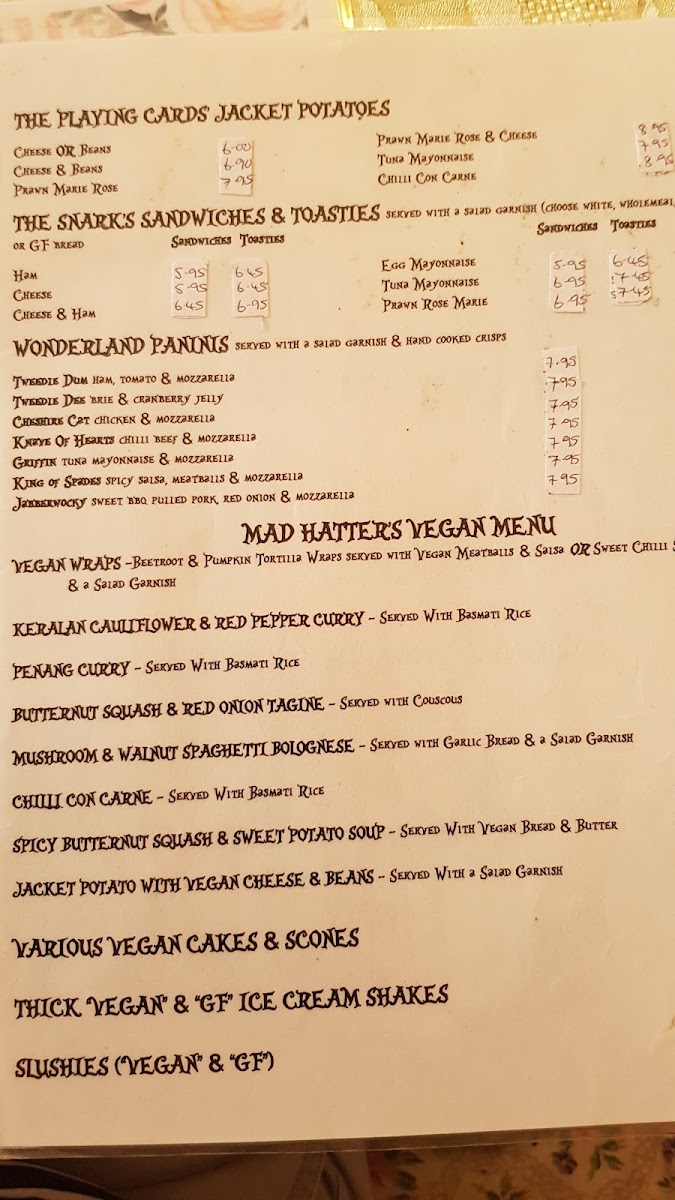 THE PLAYING CARDS' JACKET POTATOES
Cheese OR Beans 6.00
Cheese & Beans 6.90
Prawn Marie Rose 7.95
Prawn Marie Rose & Cheese 8.95
Tuna Mayonnaise 7.95
Chilli Con Carne 8.95
THE SNARK'S SANDWICHES & TOASTIES served with a salad garnish (choose white, wholemeal,
or GF bread
Sandwiches Toasties
Ham 5.95 6.45
Cheese 5.95 6.45
Cheese & Ham 6.45 6.95
Sandwiches Toasties
Egg Mayonnaise 5.95 6.45
Tuna Mayonnaise 6.95 7.45
Prawn Rose Marie 6.95 7.45
WONDERLAND PANINIS served with a salad garnish & hand cooked crisps
Tweedle Dum ham, tomato & mozzarella 7.95
Tweedle Dee brie & cranberry jelly 7.95
Cheshire Cat chicken & mozzarella 7.95
Knave Of Hearts chilli beef & mozzarella 7.95
Griffin tuna mayonnaise & mozzarella 7.95
King of Spades spicy salsa, meatballs & mozzarella 7.95
Jabberwocky sweet bbq pulled pork, red onion & mozzarella 7.95
MAD HATTER'S VEGAN MENU
VEGAN WRAPS -Beetroot & Pumpkin Tortilla Wraps served with Vegan Meatballs & Salsa OR Sweet Chilli
& a Salad Garnish
KERALAN CAULIFLOWER & RED PEPPER CURRY - Served With Basmati Rice
PENANG CURRY - Served With Basmati Rice
BUTTERNUT SQUASH & RED ONION TAGINE - Served with Couscous
MUSHROOM & WALNUT SPAGHETTI BOLOGNESE - Served with Garlic Bread & a Salad Garnish
CHILLI CON CARNE - Served With Basmati Rice
SPICY BUTTERNUT SQUASH & SWEET POTATO SOUP - Served With Vegan Bread & Butter
JACKET POTATO WITH VEGAN CHEESE & BEANS - Served With a Salad Garnish
VARIOUS VEGAN CAKES & SCONES
THICK "VEGAN" & "GF" ICE CREAM SHAKES
SLUSHIES ("VEGAN" & "GF")